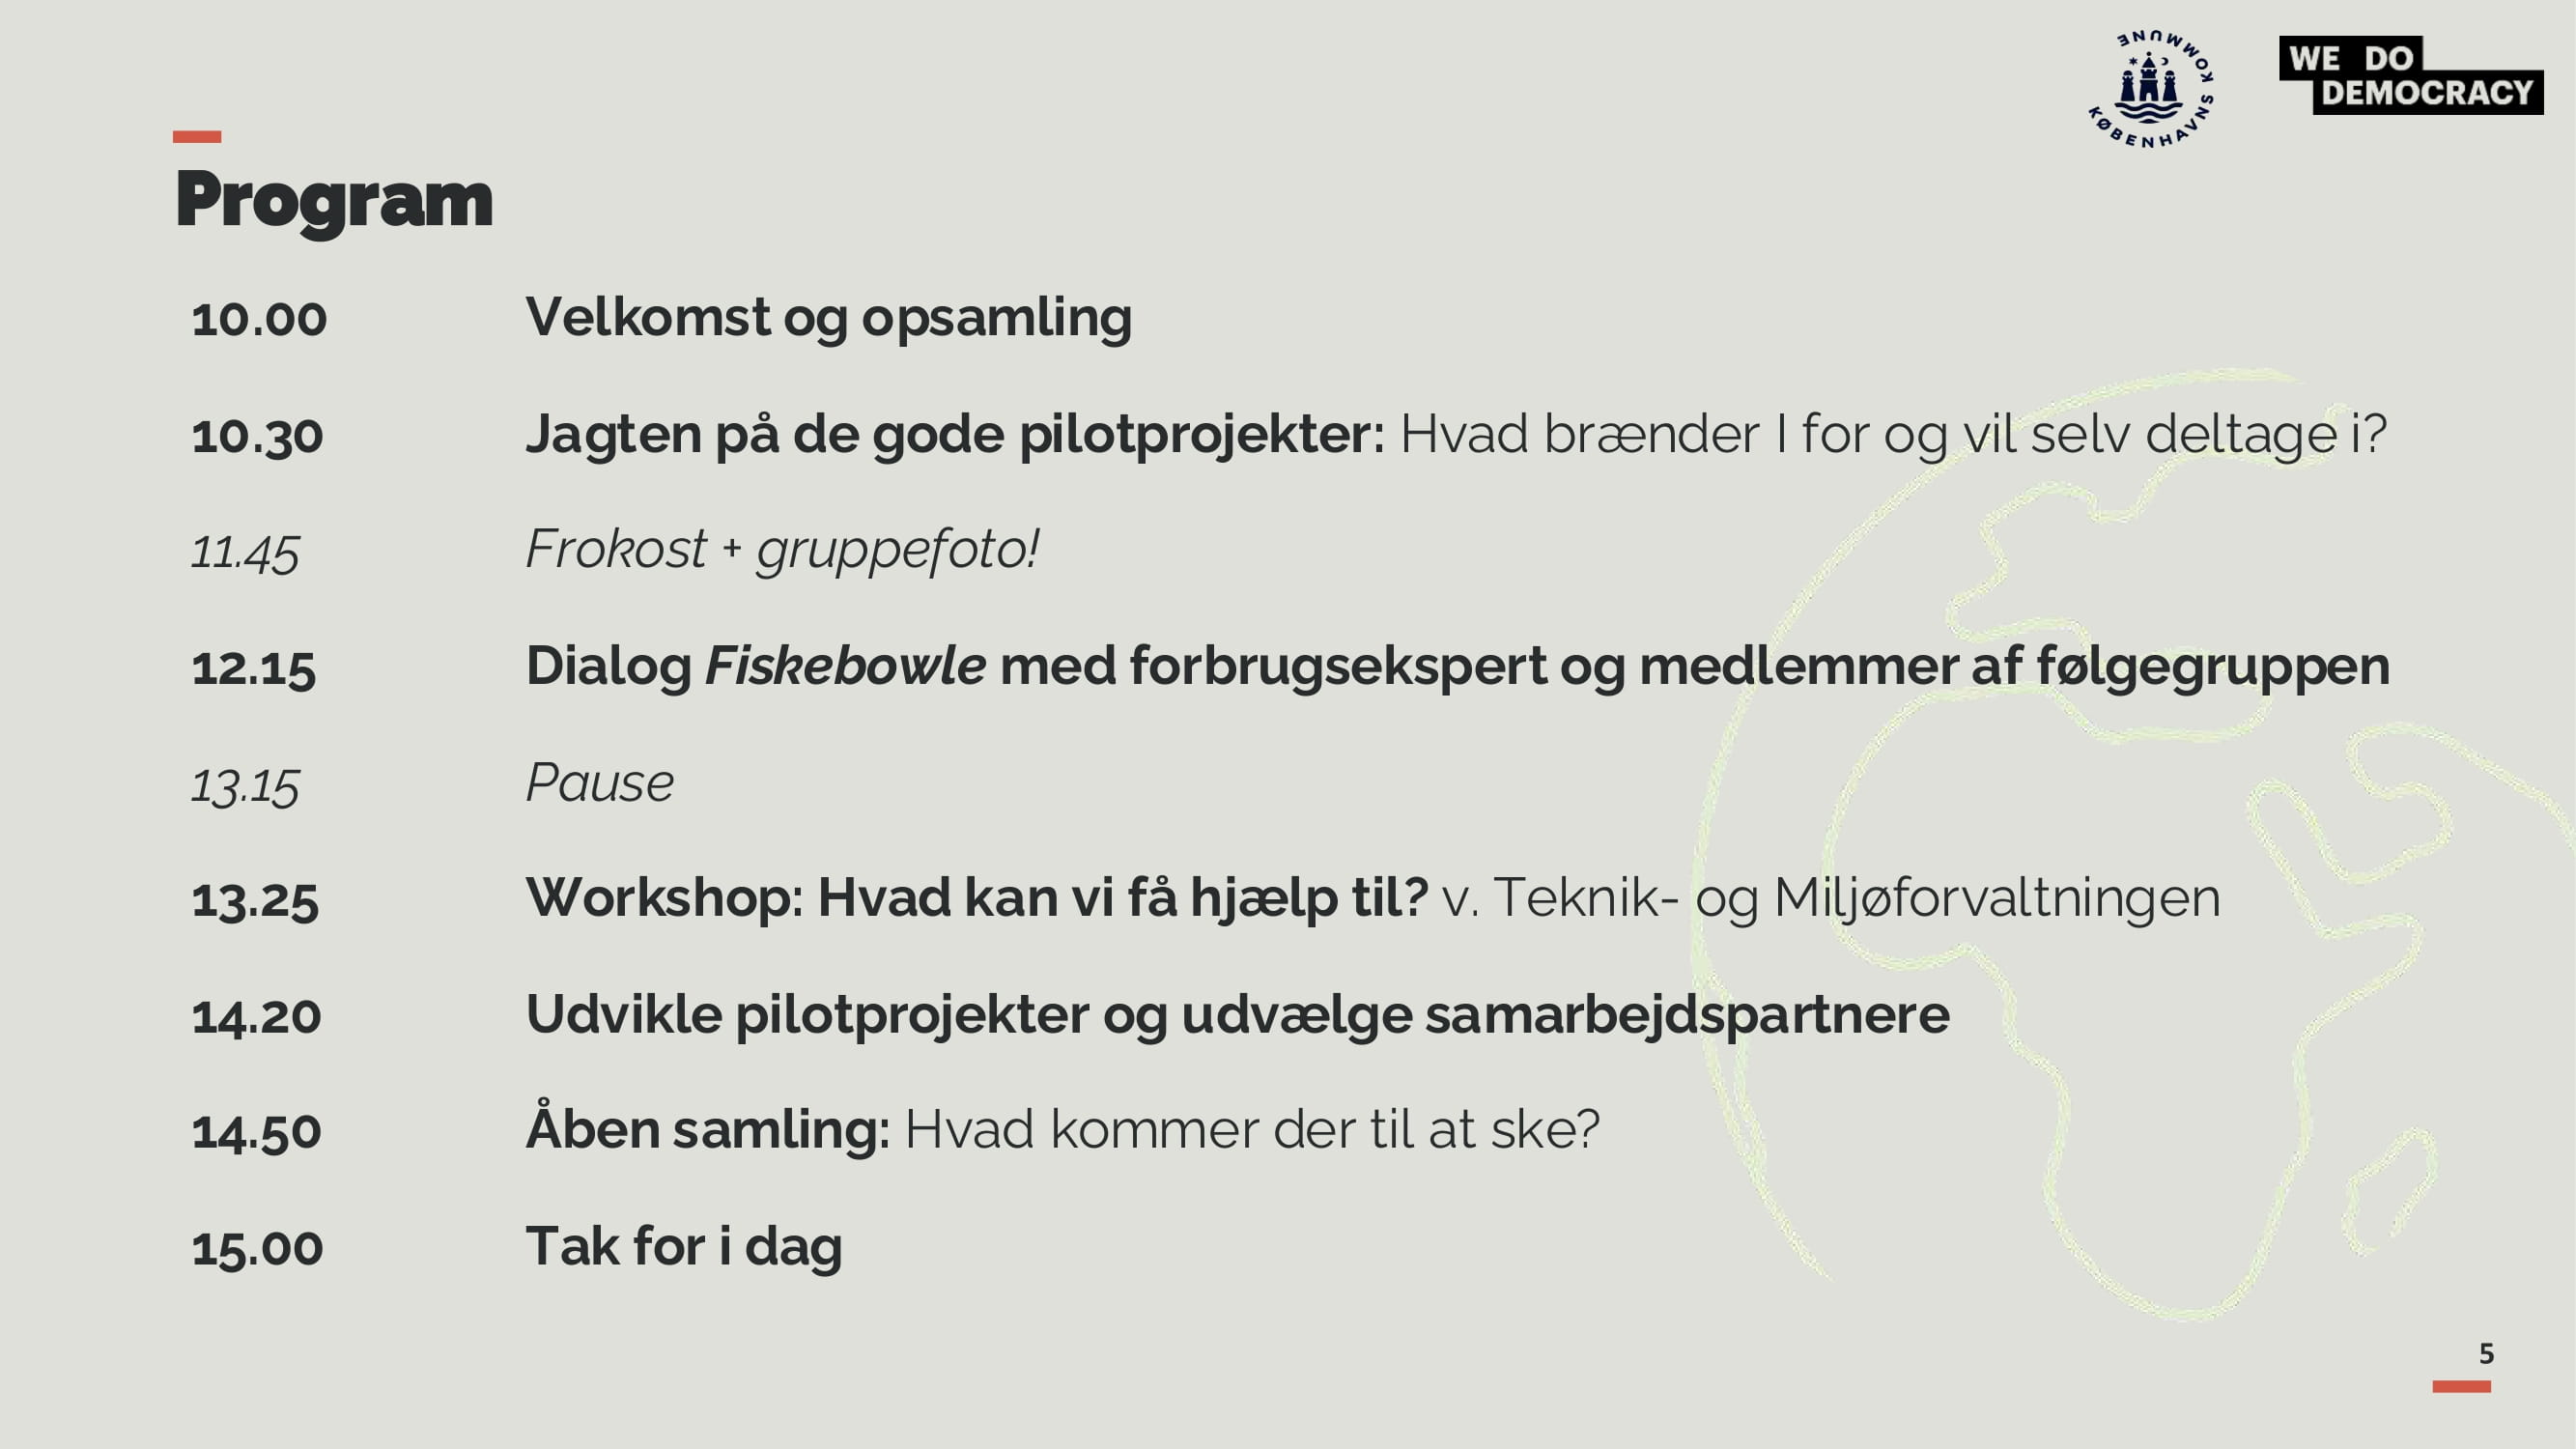 KØBENHAVNS KOMMUNE
WE DO
DEMOCRACY
Program
10.00 Velkomst og opsamling
10.30 Jagten på de gode pilotprojekter: Hvad brænder I for og vil selv deltage i?
11.45 Frokost + gruppefoto!
12.15 Dialog Fiskebowle med forbrugsekspert og medlemmer af følgegruppen
13.15 Pause
13.25 Workshop: Hvad kan vi få hjælp til? v. Teknik- og Miljøforvaltningen
14.20 Udvikle pilotprojekter og udvælge samarbejdspartnere
14.50 Åben samling: Hvad kommer der til at ske?
15.00 Tak for i dag
5